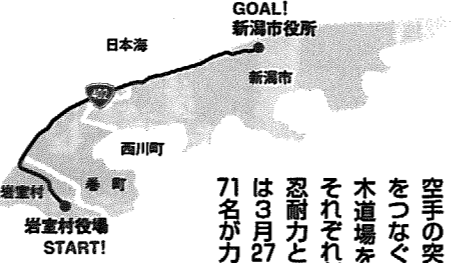 GOAL!
新潟市役所
日本海
新潟市
402
西川町
巻町
岩室村
岩室村役場
START!
空手の突
をつなぐ
木道場を
それぞれ
忍耐力と
は３月27
71名が力